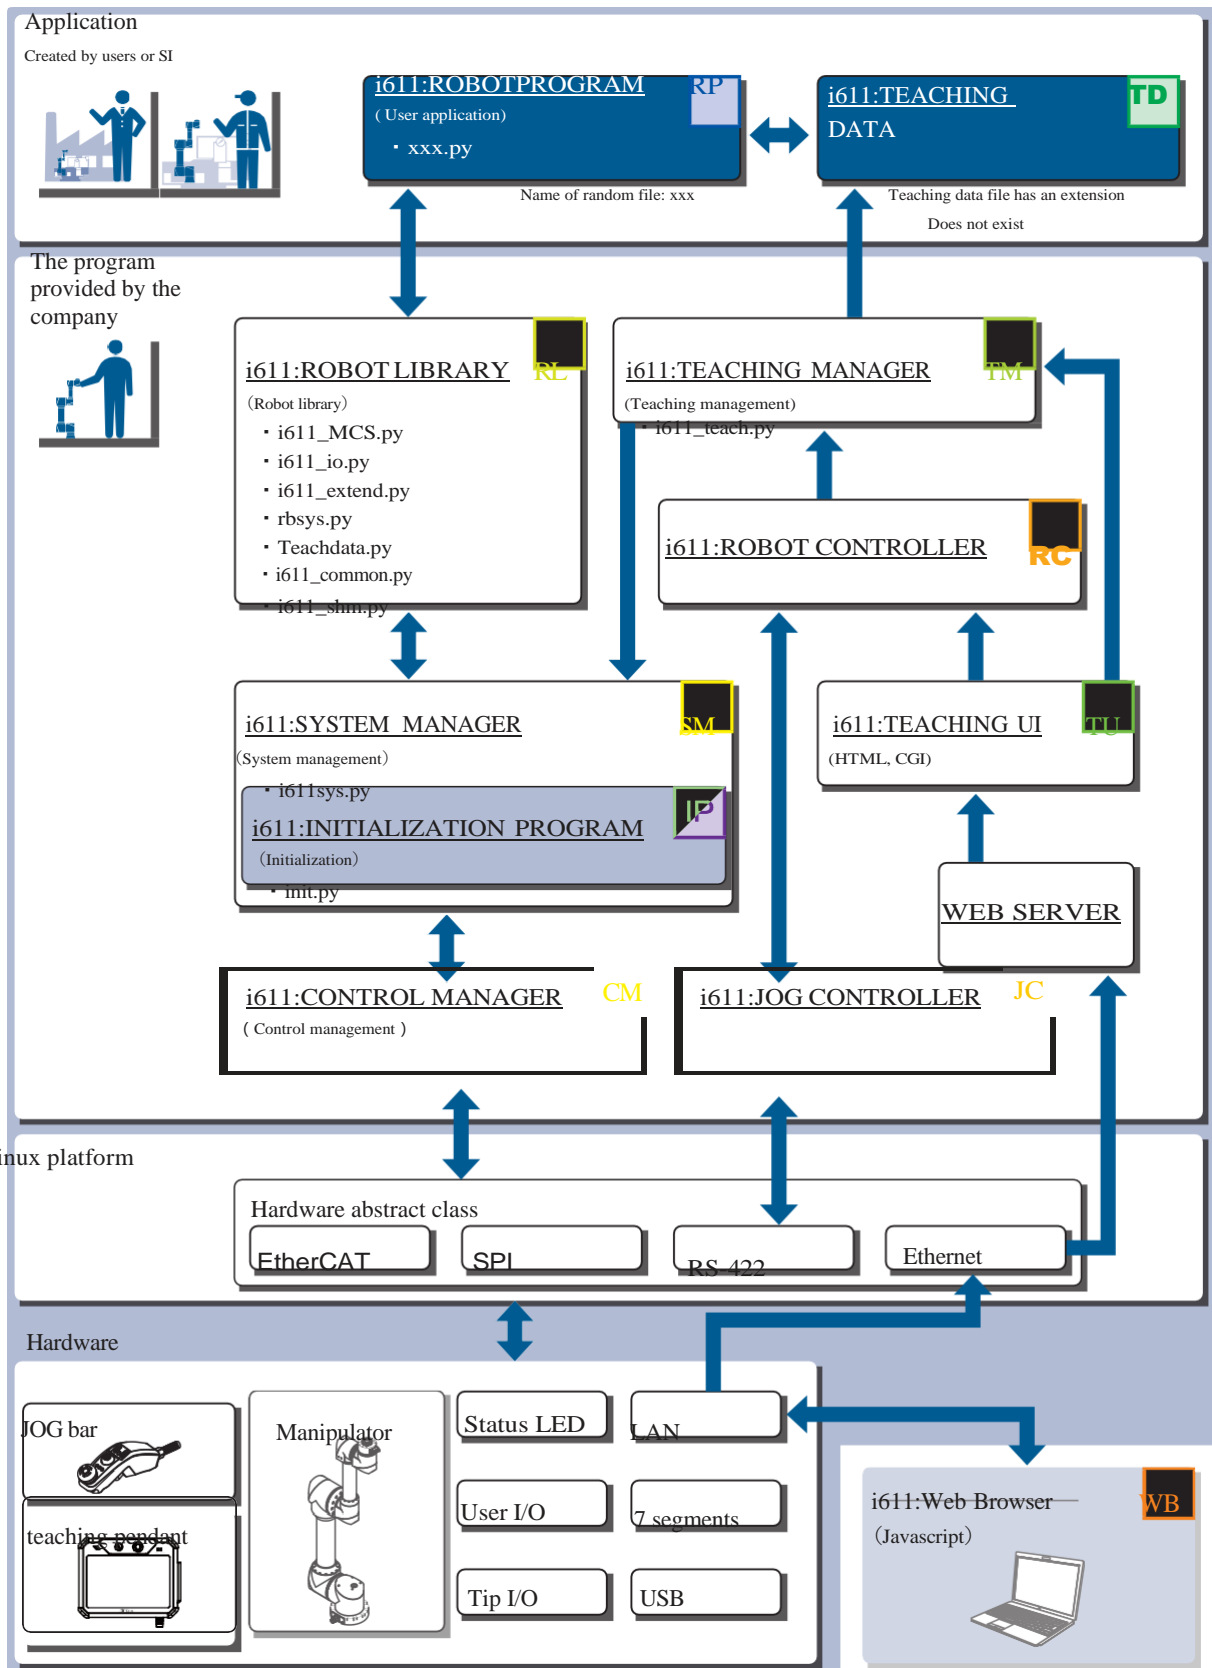 Application
Created by users or SI
i611:ROBOTPROGRAM
RP
( User application)
・ xxx.py
i611:TEACHING
DATA
TD
Name of random file: xxx
Teaching data file has an extension
Does not exist
The program
provided by the
company
i611:ROBOT LIBRARY
RL
（Robot library）
・ i611_MCS.py
・ i611_io.py
・ i611_extend.py
・ rbsys.py
・ Teachdata.py
・ i611_common.py
・ i611_shm.py
i611:TEACHING MANAGER
TM
(Teaching management)
・ i611_teach.py
i611:ROBOT CONTROLLER
RC
i611:SYSTEM MANAGER
SM
（System management）
・ i611sys.py
i611:INITIALIZATION PROGRAM
IP
（Initialization）
・ init.py
i611:TEACHING UI
TU
(HTML, CGI)
WEB SERVER
i611:CONTROL MANAGER
CM
( Control management )
i611:JOG CONTROLLER
JC
inux platform
Hardware abstract class
EtherCAT
SPI
RS-422
Ethernet
Hardware
JOG bar
teaching pendant
Manipulator
Status LED
LAN
User I/O
7 segments
Tip I/O
USB
i611:Web Browser
WB
（Javascript）